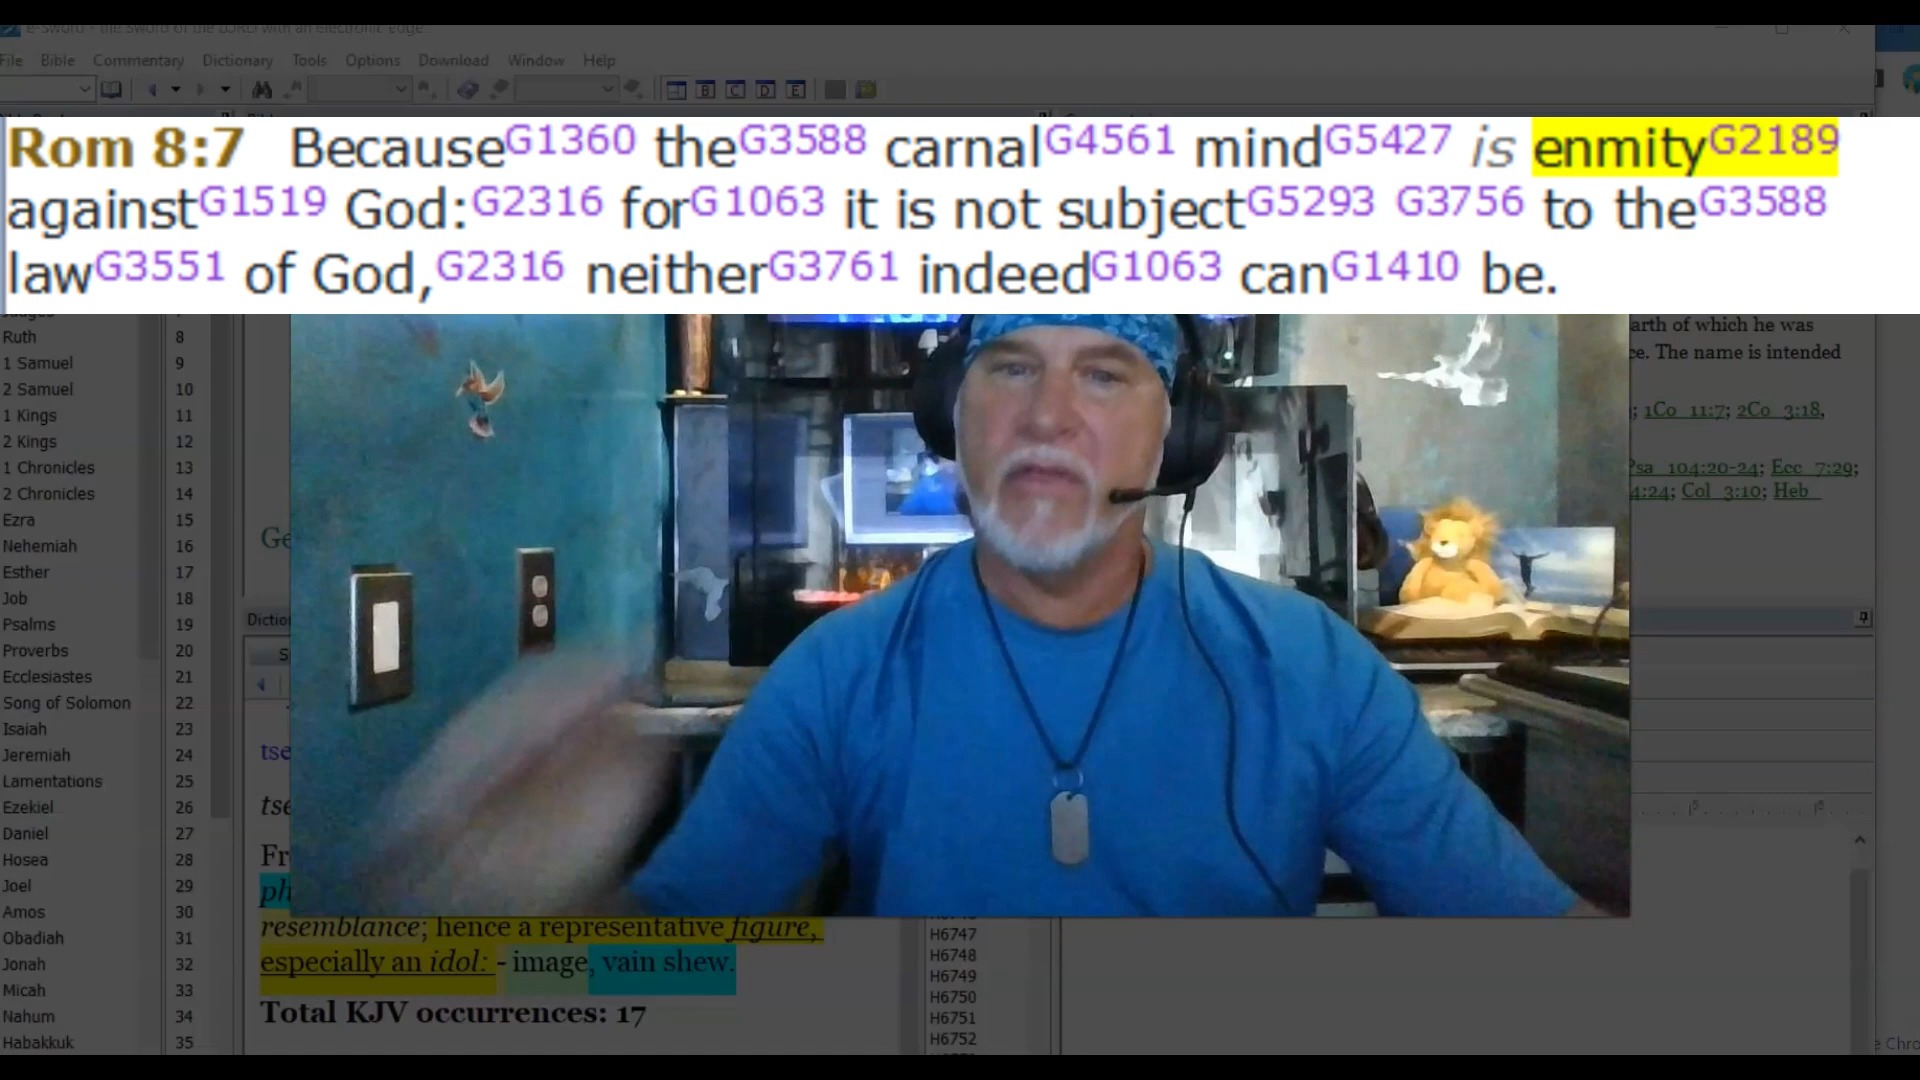 e-Sword - the Sword of the LORD with an electronic edge
File Bible Commentary Dictionary Tools Options Download Window Help
B C D E
Rom 8:7 BecauseG1360 theG3588 carnalG4561 mindG5427 is enmityG2189
againstG1519 God:G2316 forG1063 it is not subjectG5293 G3756 to theG3588
lawG3551 of God,G2316 neitherG3761 indeedG1063 canG1410 be.
Ruth 8
1 Samuel 9
2 Samuel 10
1 Kings 11
2 Kings 12
1 Chronicles 13
2 Chronicles 14
Ezra 15
Nehemiah 16
Esther 17
Job 18
Psalms 19
Proverbs 20
Ecclesiastes 21
Song of Solomon 22
Isaiah 23
Jeremiah 24
Lamentations 25
Ezekiel 26
Daniel 27
Hosea 28
Joel 29
Amos 30
Obadiah 31
Jonah 32
Micah 33
Nahum 34
Habakkuk 35
Ge
Dictio
S
tse
tse
Fr
ph
resemblance; hence a representative figure,
especially an idol: - image, vain shew.
Total KJV occurrences: 17
H6747
H6748
H6749
H6750
H6751
H6752
arth of which he was
ce. The name is intended
; 1Co 11:7; 2Co 3:18,
Psa 104:20-24; Ecc 7:29;
4:24; Col 3:10; Heb
e Chro